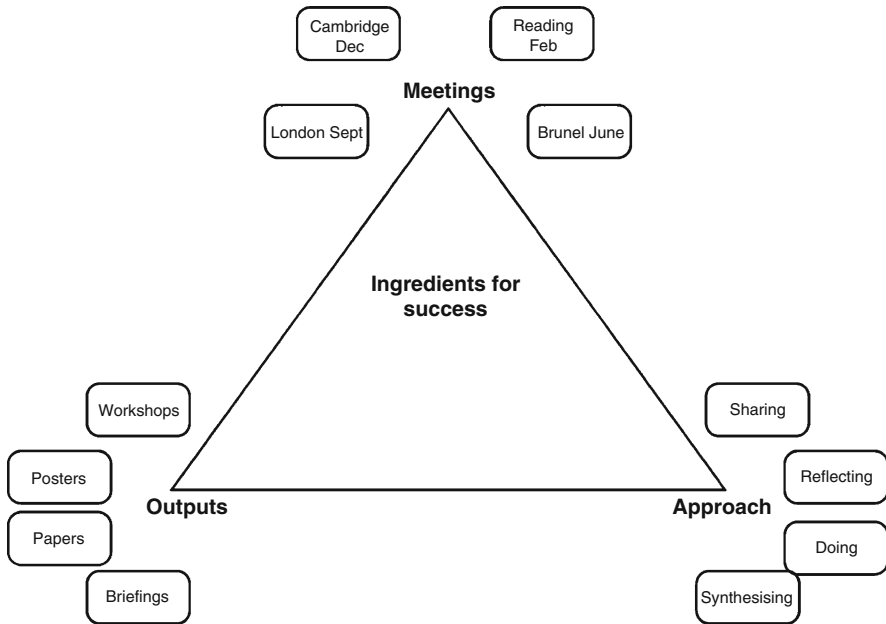 Cambridge
Dec
Reading
Feb
Meetings
London Sept
Brunel June
Ingredients for
success
Workshops
Sharing
Posters
Reflecting
Outputs
Approach
Papers
Doing
Briefings
Synthesising